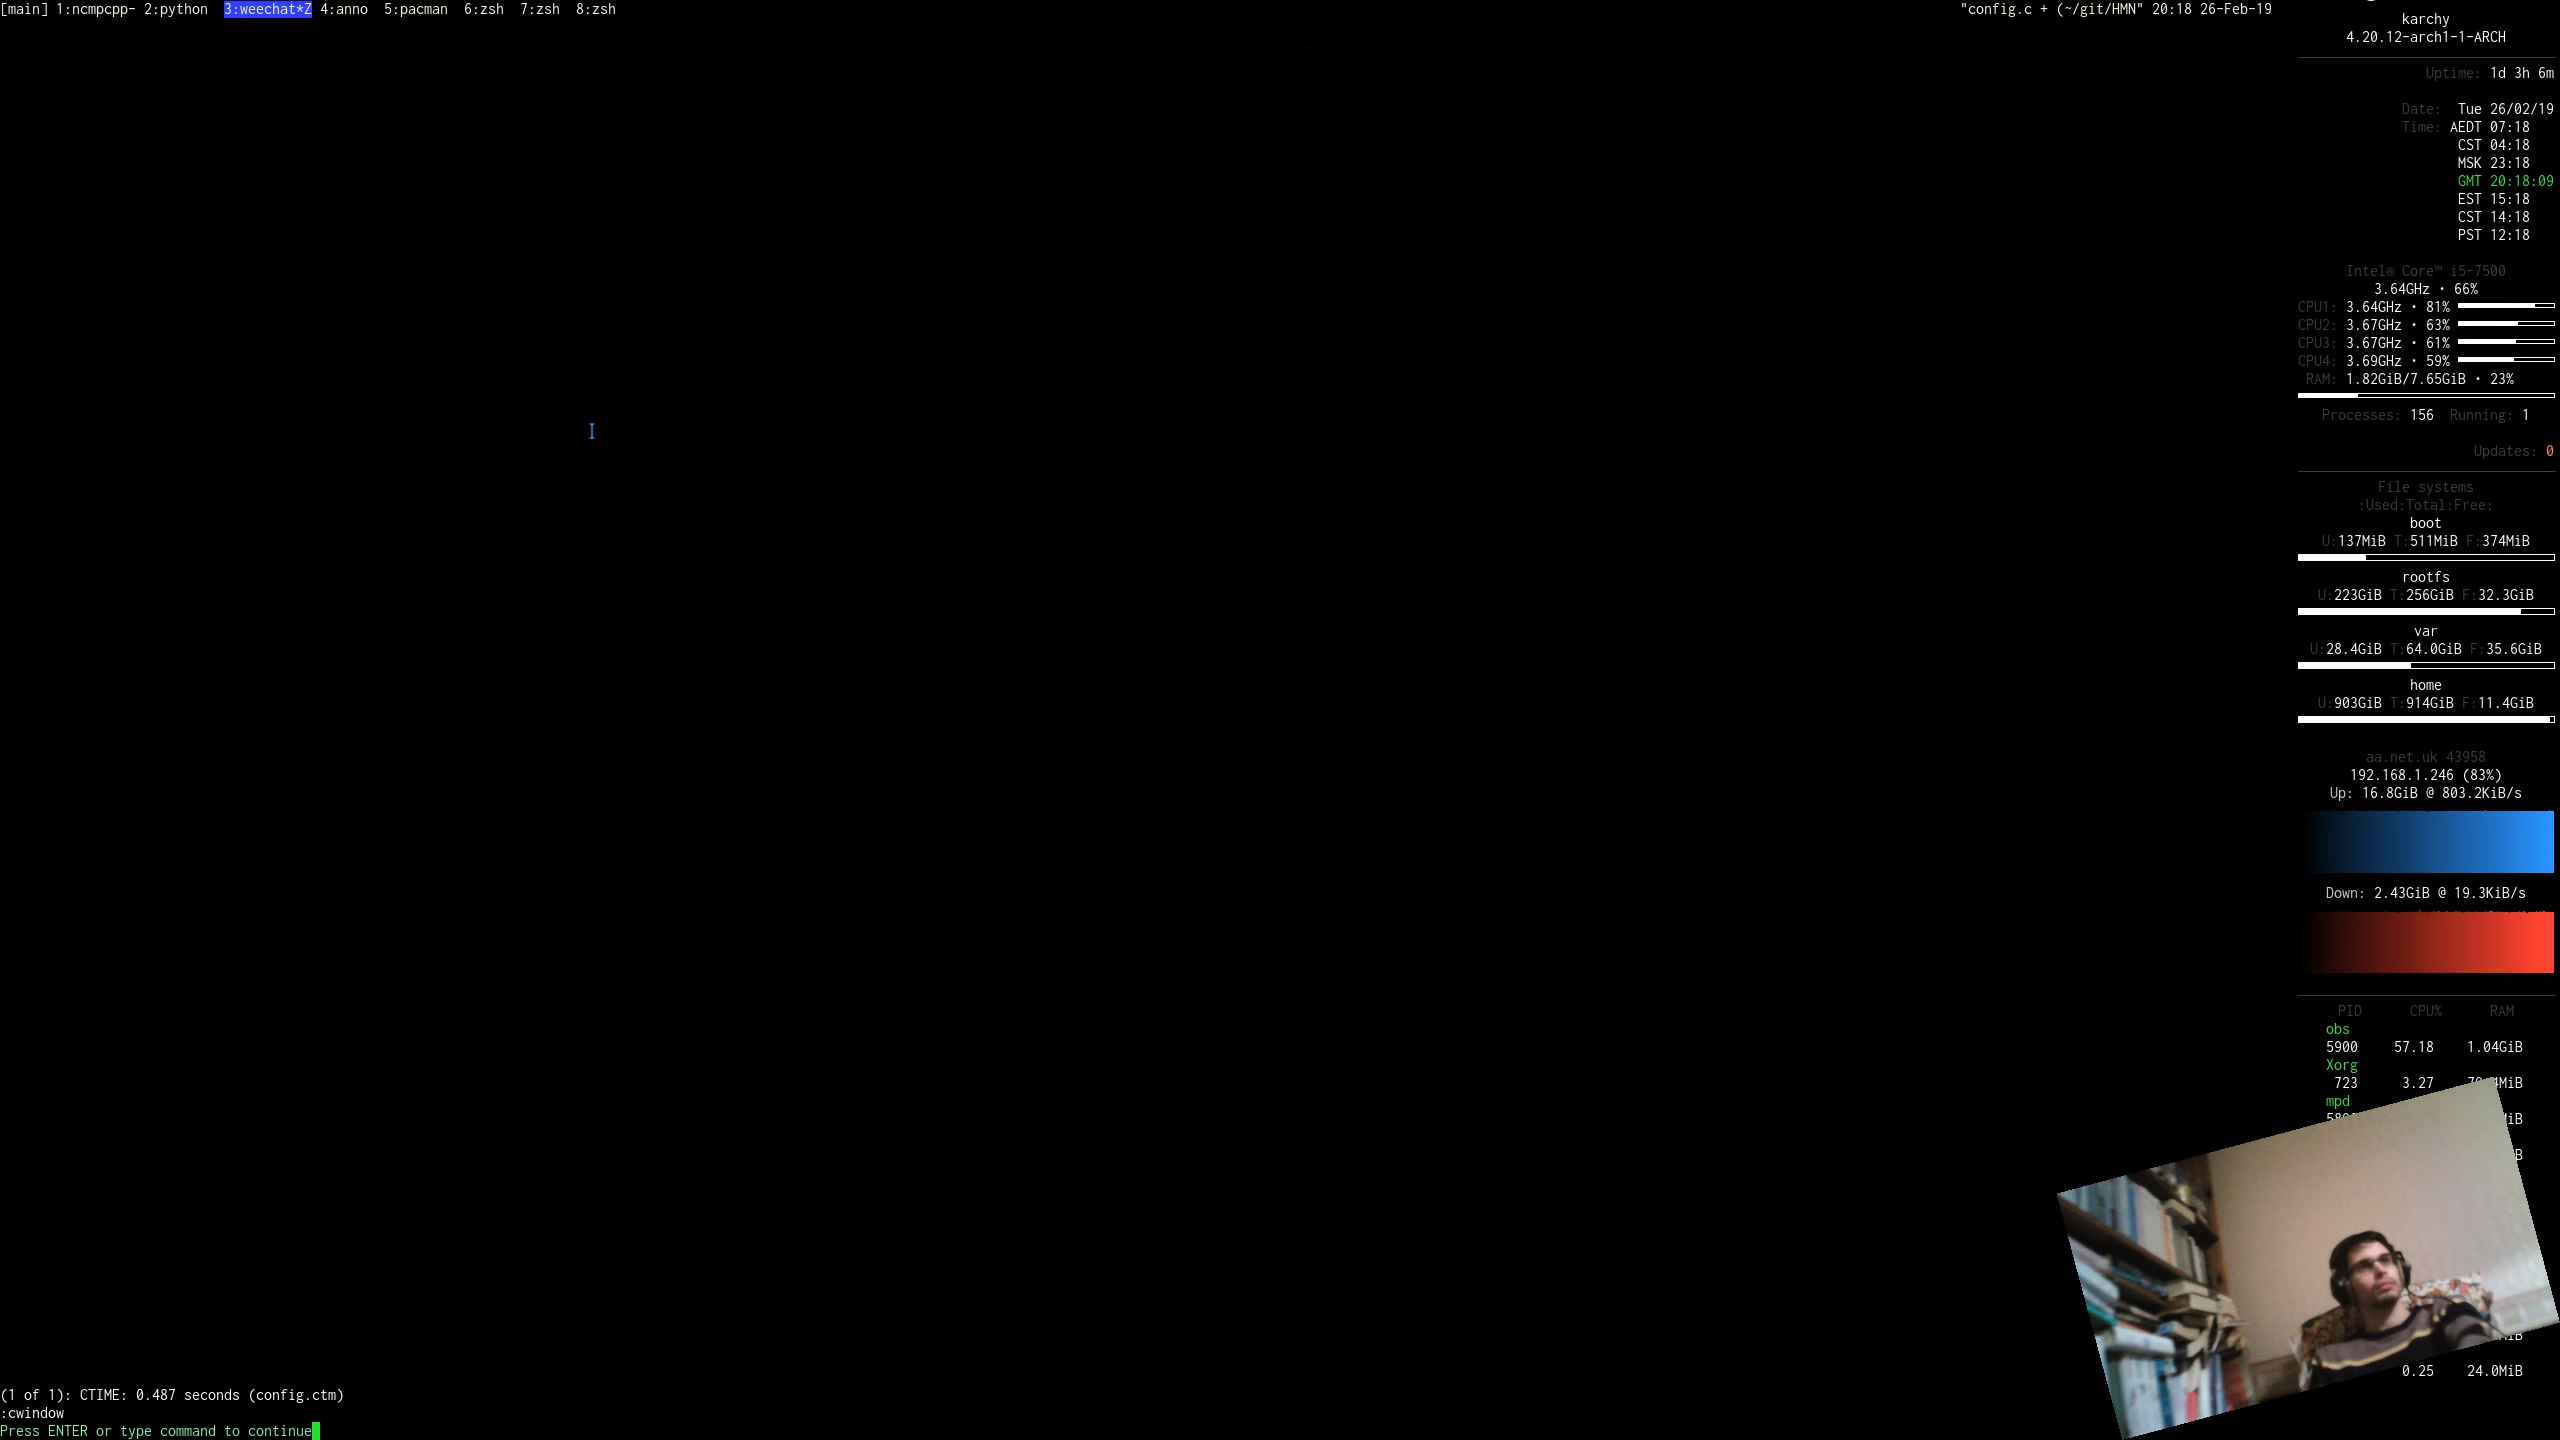 [main] 1:ncmpcpp- 2:python  3:weechat*Z 4:anno  5:pacman  6:zsh  7:zsh  8:zsh
"config.c + (~/git/HMN" 20:18 26-Feb-19
karchy
4.20.12-arch1-1-ARCH
Uptime: 1d 3h 6m
Date:  Tue 26/02/19
Time: AEDT 07:18
CST 04:18
MSK 23:18
GMT 20:18:09
EST 15:18
CST 14:18
PST 12:18
Intel® Core™ i5-7500
3.64GHz · 66%
CPU1: 3.64GHz · 81%
CPU2: 3.67GHz · 63%
CPU3: 3.67GHz · 61%
CPU4: 3.69GHz · 59%
RAM: 1.82GiB/7.65GiB · 23%
Processes: 156  Running: 1
Updates: 0
File systems
:Used:Total:Free:
boot
U:137MiB T:511MiB F:374MiB
rootfs
U:223GiB T:256GiB F:32.3GiB
var
U:28.4GiB T:64.0GiB F:35.6GiB
home
U:903GiB T:914GiB F:11.4GiB
aa.net.uk 43958
192.168.1.246 (83%)
Up: 16.8GiB @ 803.2KiB/s
Down: 2.43GiB @ 19.3KiB/s
PID CPU% RAM
obs
5900 57.18 1.04GiB
Xorg
723 3.27
mpd
0.25 24.0MiB
(1 of 1): CTIME: 0.487 seconds (config.ctm)
:cwindow
Press ENTER or type command to continue